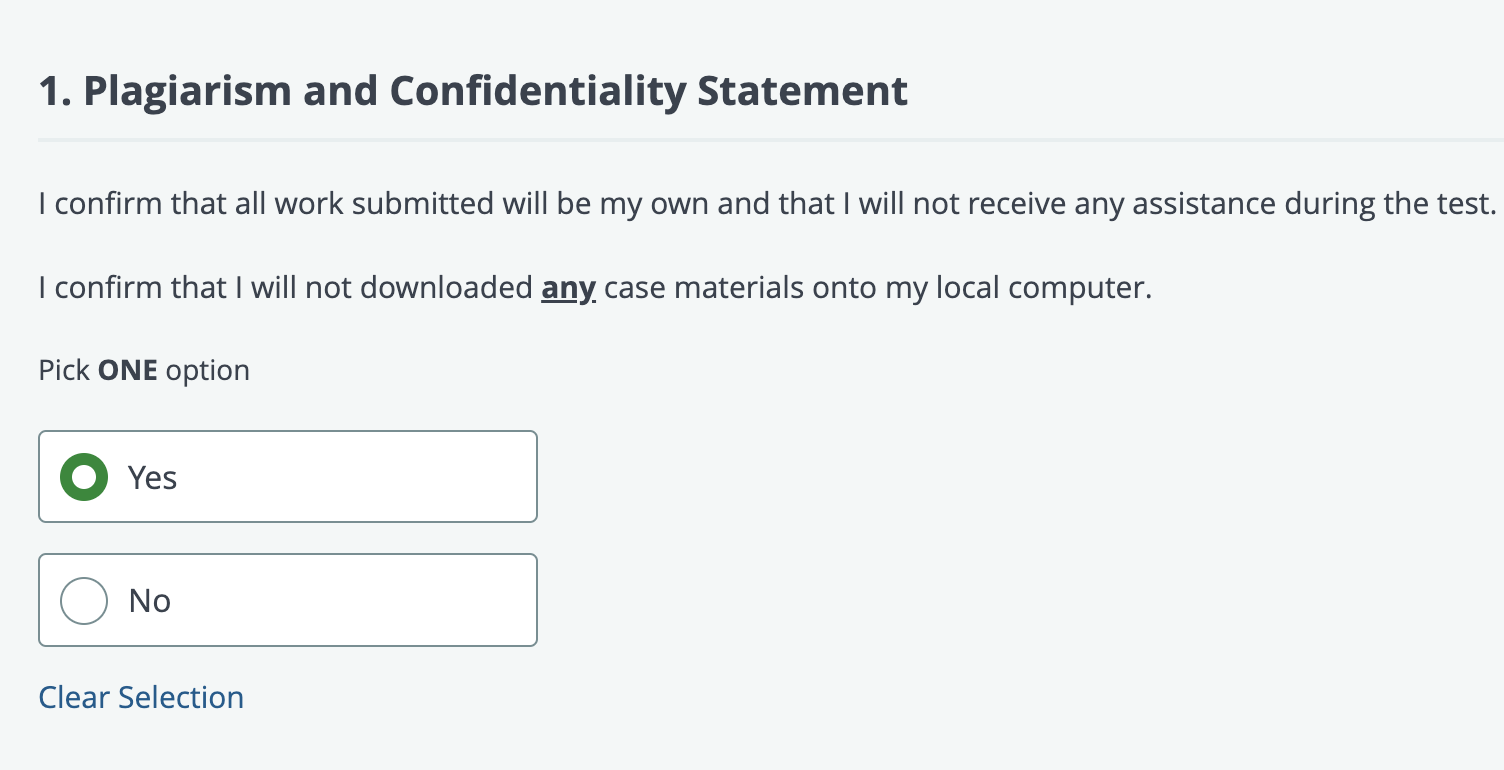 1. Plagiarism and Confidentiality Statement
I confirm that all work submitted will be my own and that I will not receive any assistance during the test.
I confirm that I will not downloaded any case materials onto my local computer.
Pick ONE option
Yes
No
Clear Selection